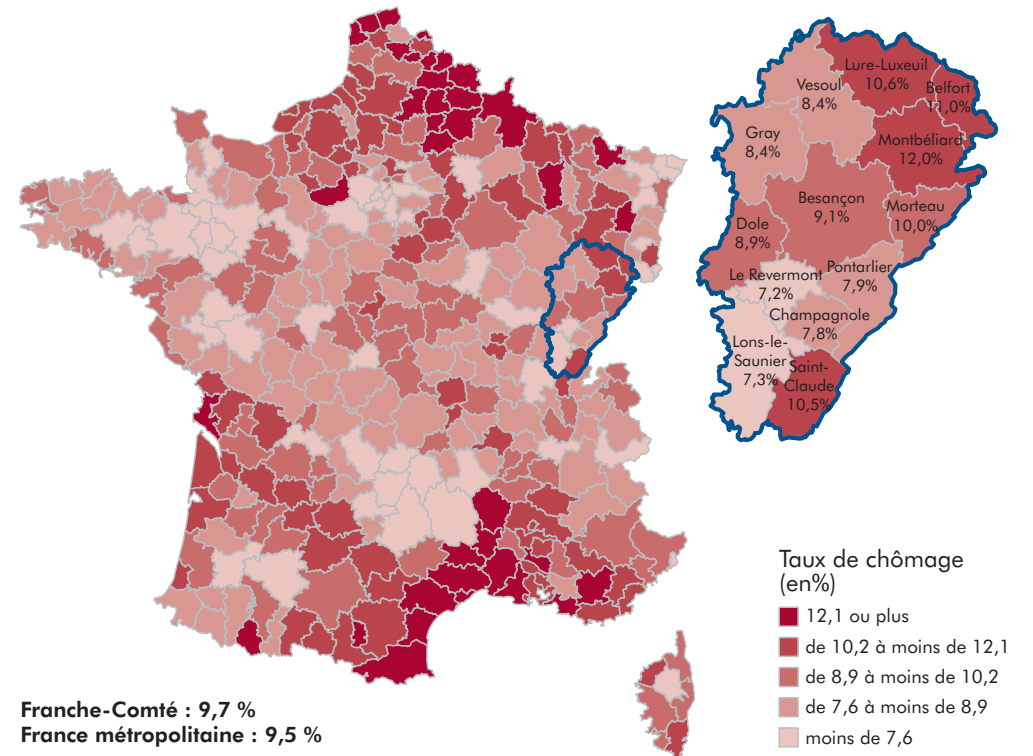 Lure-Luxeuil
10,6%
Vesoul
8,4%
Belfort
11,0%
Gray
8,4%
Montbéliard
12,0%
Besançon
9,1%
Morteau
10,0%
Dole
8,9%
Le Revermont
7,2%
Pontarlier
7,9%
Champagnole
7,8%
Lons-le-
Saunier
7,3%
Saint-
Claude
10,5%
Taux de chômage
(en%)
12,1 ou plus
de 10,2 à moins de 12,1
de 8,9 à moins de 10,2
de 7,6 à moins de 8,9
moins de 7,6
Franche-Comté : 9,7 %
France métropolitaine : 9,5 %